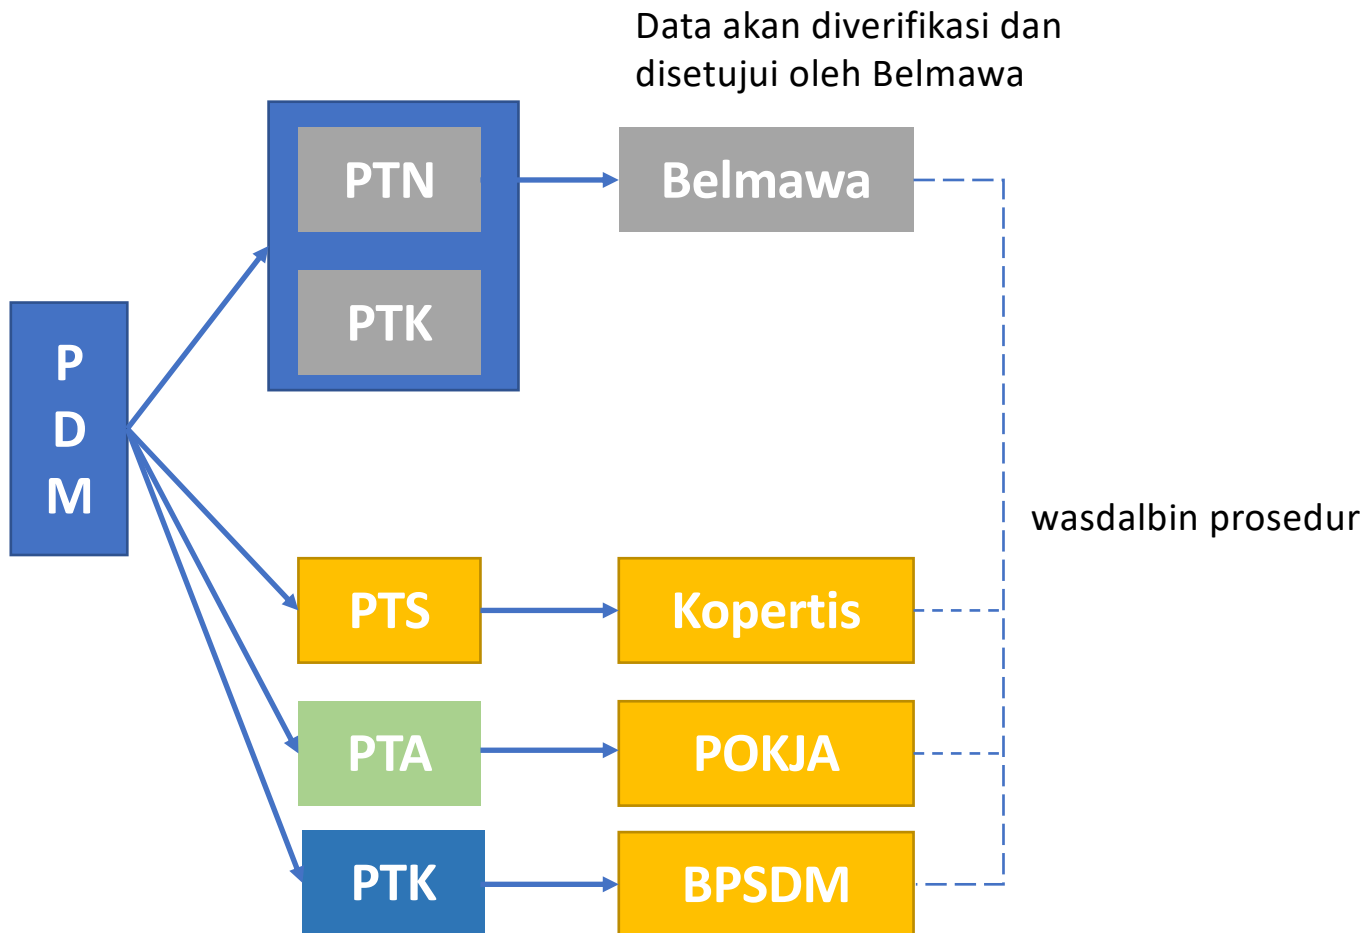 Data akan diverifikasi dan
disetujui oleh Belmawa
PTN
Belmawa
PTK
P
D
M
wasdalbin prosedur
PTS
Kopertis
PTA
POKJA
PTK
BPSDM